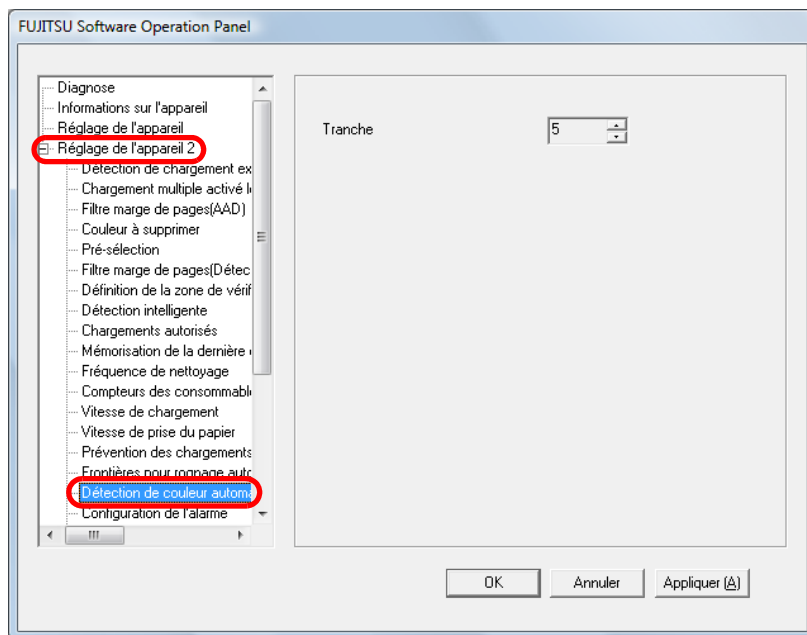 FUJITSU Software Operation Panel
Diagnose
Informations sur l'appareil
Réglage de l'appareil
Réglage de l'appareil 2
Détection de chargement ex
Chargement multiple activé l
Filtre marge de pages(AAD)
Couleur à supprimer
Pré-sélection
Filtre marge de pages(Détec
Définition de la zone de vérif
Détection intelligente
Chargements autorisés
Mémorisation de la dernière
Fréquence de nettoyage
Compteurs des consommabl
Vitesse de chargement
Vitesse de prise du papier
Prévention des chargements
Frontières pour rognage auto
Détection de couleur automa
Configuration de l'alarme
Tranche
5
OK
Annuler
Appliquer (A)